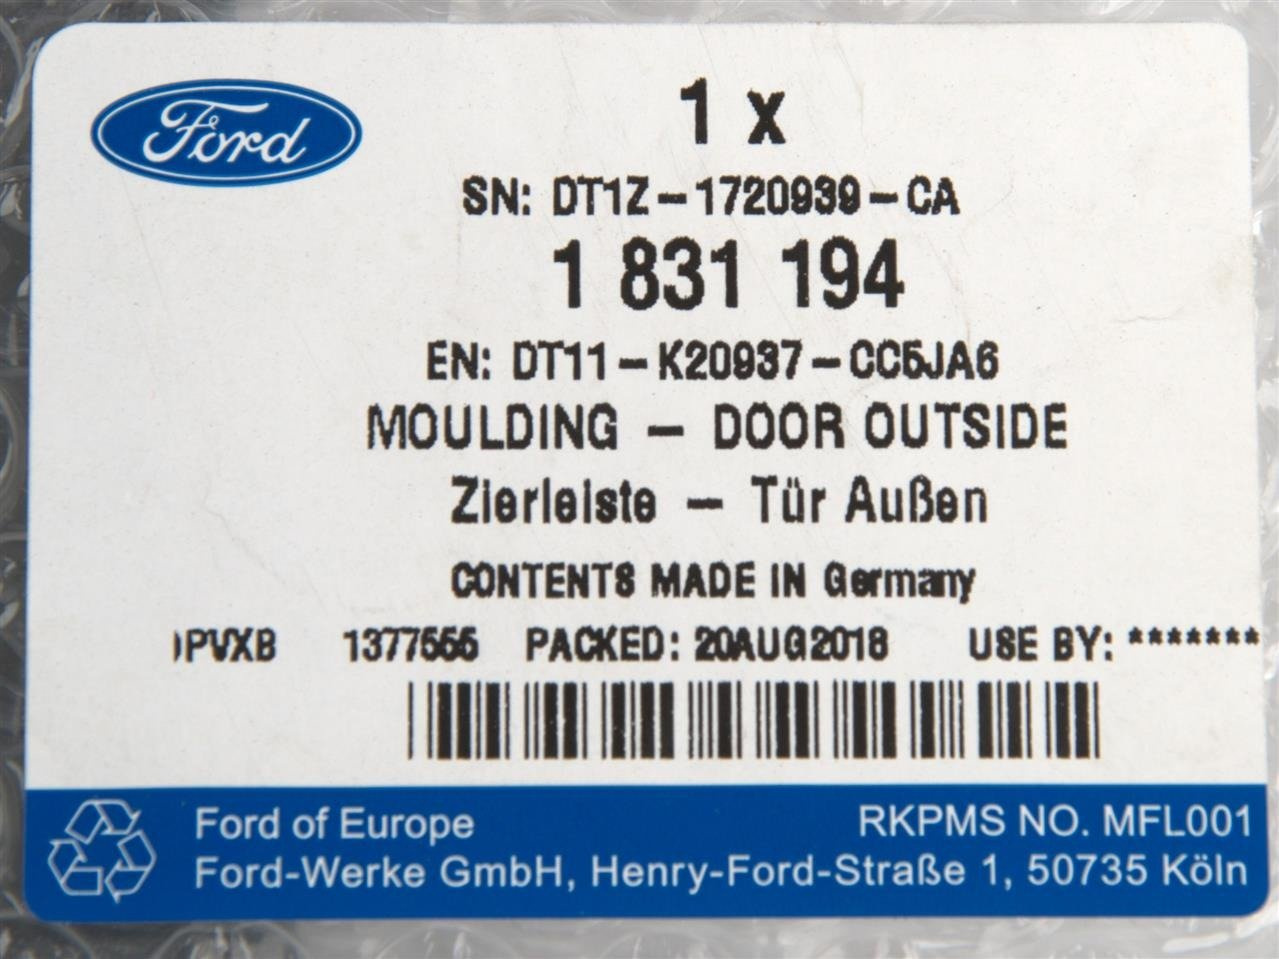 Ford
1 x
SN: DT1Z-1720939-CA
1 831 194
EN: DT11-K20937-CC5JA6
MOULDING - DOOR OUTSIDE
Zierleiste - Tür Außen
CONTENTS MADE IN Germany
PVXB 1377555 PACKED: 20AUG2018 USE BY: *******
Ford of Europe RKPMS NO. MFL001
Ford-Werke GmbH, Henry-Ford-Straße 1, 50735 Köln